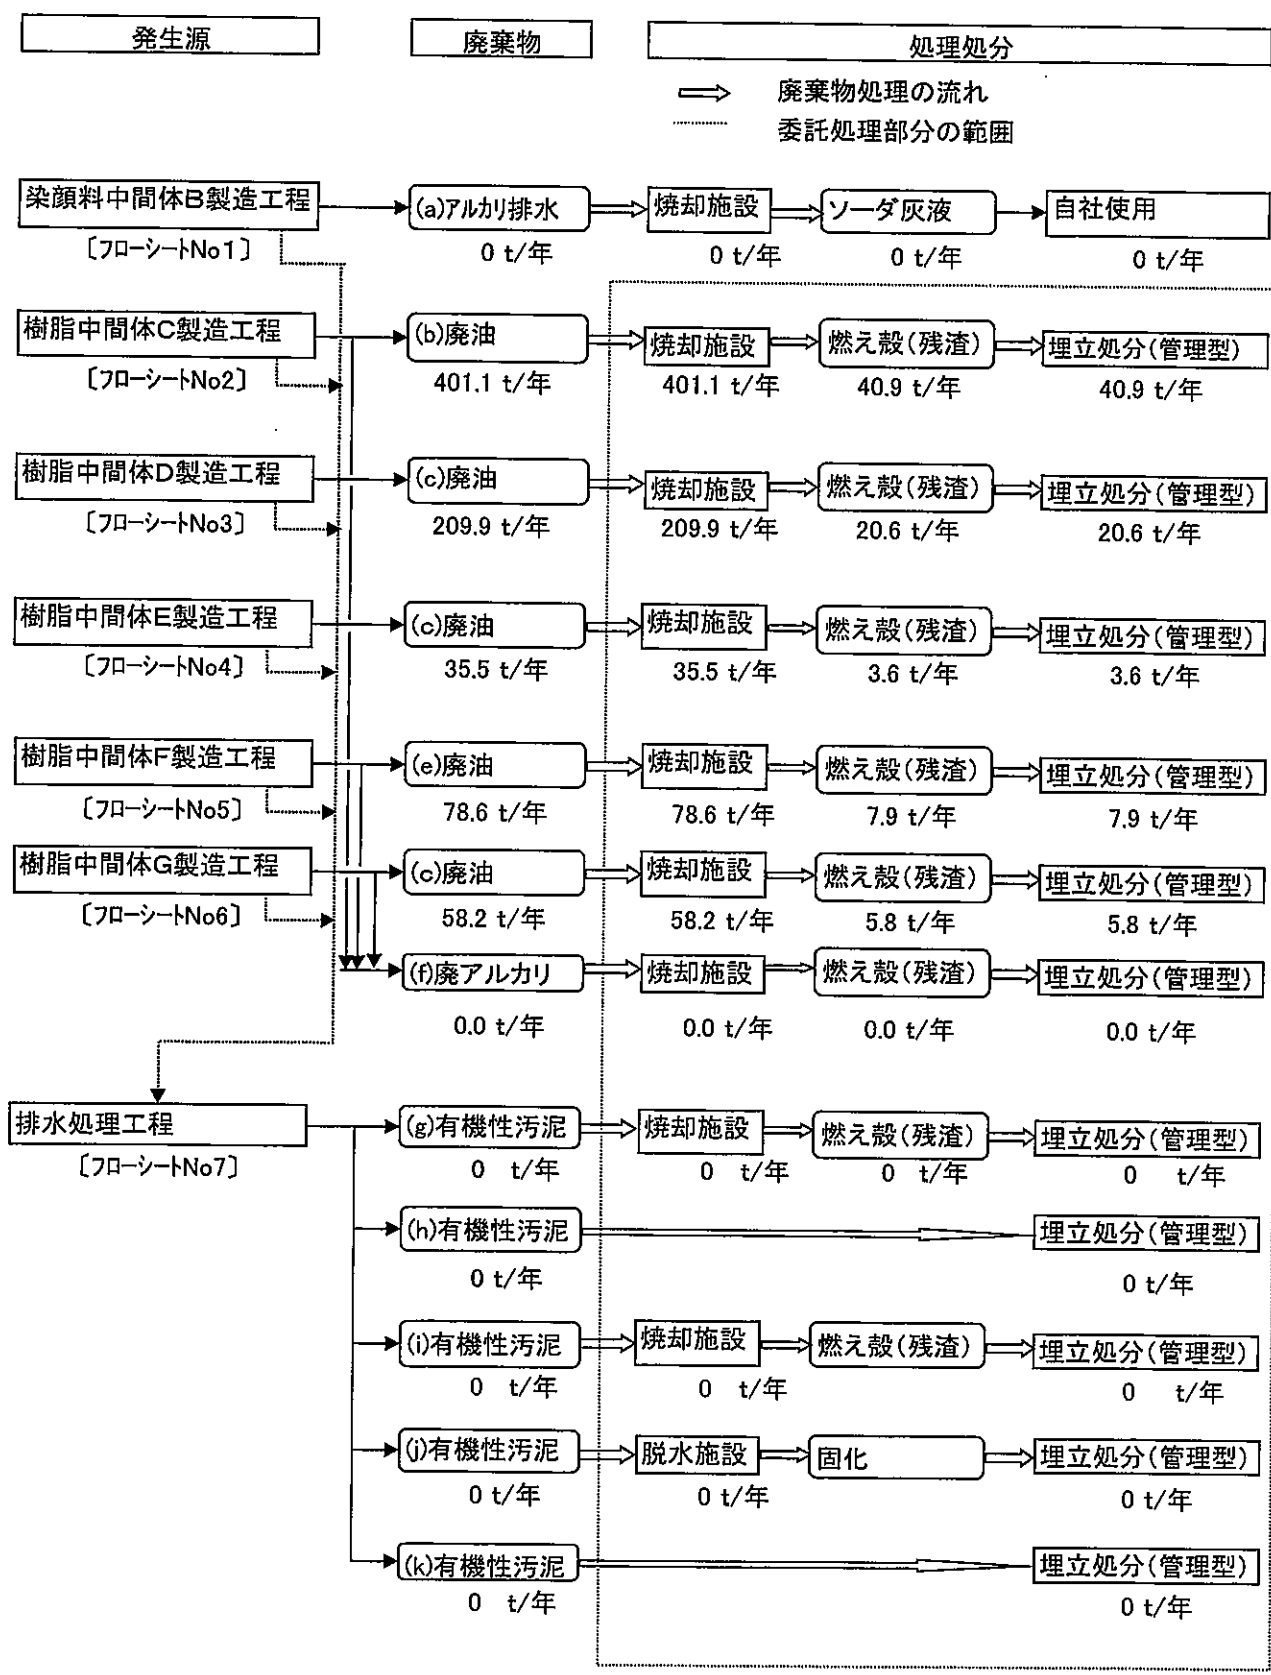 発生源 廃棄物 処理処分
廃棄物処理の流れ
委託処理部分の範囲
染顔料中間体B製造工程 (a)アルカリ排水 焼却施設 ソーダ灰液 自社使用
〔フローシートNo1〕 0 t/年 0 t/年 0 t/年 0 t/年
樹脂中間体C製造工程 (b)廃油 焼却施設 燃え殻(残渣) 埋立処分(管理型)
〔フローシートNo2〕 401.1 t/年 401.1 t/年 40.9 t/年 40.9 t/年
樹脂中間体D製造工程 (c)廃油 焼却施設 燃え殻(残渣) 埋立処分(管理型)
〔フローシートNo3〕 209.9 t/年 209.9 t/年 20.6 t/年 20.6 t/年
樹脂中間体E製造工程 (c)廃油 焼却施設 燃え殻(残渣) 埋立処分(管理型)
〔フローシートNo4〕 35.5 t/年 35.5 t/年 3.6 t/年 3.6 t/年
樹脂中間体F製造工程 (e)廃油 焼却施設 燃え殻(残渣) 埋立処分(管理型)
〔フローシートNo5〕 78.6 t/年 78.6 t/年 7.9 t/年 7.9 t/年
樹脂中間体G製造工程 (c)廃油 焼却施設 燃え殻(残渣) 埋立処分(管理型)
〔フローシートNo6〕 58.2 t/年 58.2 t/年 5.8 t/年 5.8 t/年
(f)廃アルカリ 焼却施設 燃え殻(残渣) 埋立処分(管理型)
0.0 t/年 0.0 t/年 0.0 t/年 0.0 t/年
排水処理工程 (g)有機性汚泥 焼却施設 燃え殻(残渣) 埋立処分(管理型)
〔フローシートNo7〕 0 t/年 0 t/年 0 t/年 0 t/年
(h)有機性汚泥 埋立処分(管理型)
0 t/年 0 t/年
(i)有機性汚泥 焼却施設 燃え殻(残渣) 埋立処分(管理型)
0 t/年 0 t/年 0 t/年
(j)有機性汚泥 脱水施設 固化 埋立処分(管理型)
0 t/年 0 t/年 0 t/年
(k)有機性汚泥 埋立処分(管理型)
0 t/年 0 t/年